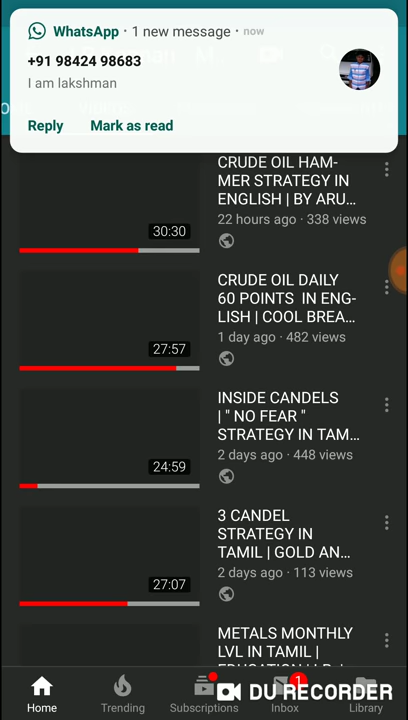 WhatsApp · 1 new message · now
+91 98424 98683
I am lakshman
Reply Mark as read
CRUDE OIL HAM-
MER STRATEGY IN
ENGLISH | BY ARU...
22 hours ago · 338 views
30:30
CRUDE OIL DAILY
60 POINTS IN ENG-
LISH | COOL BREA...
1 day ago · 482 views
27:57
INSIDE CANDELS
| " NO FEAR "
STRATEGY IN TAM...
2 days ago · 448 views
24:59
3 CANDEL
STRATEGY IN
TAMIL | GOLD AN...
2 days ago · 113 views
27:07
METALS MONTHLY
LVL IN TAMIL |
1
DU RECORDER
Home Trending Subscriptions Inbox Library